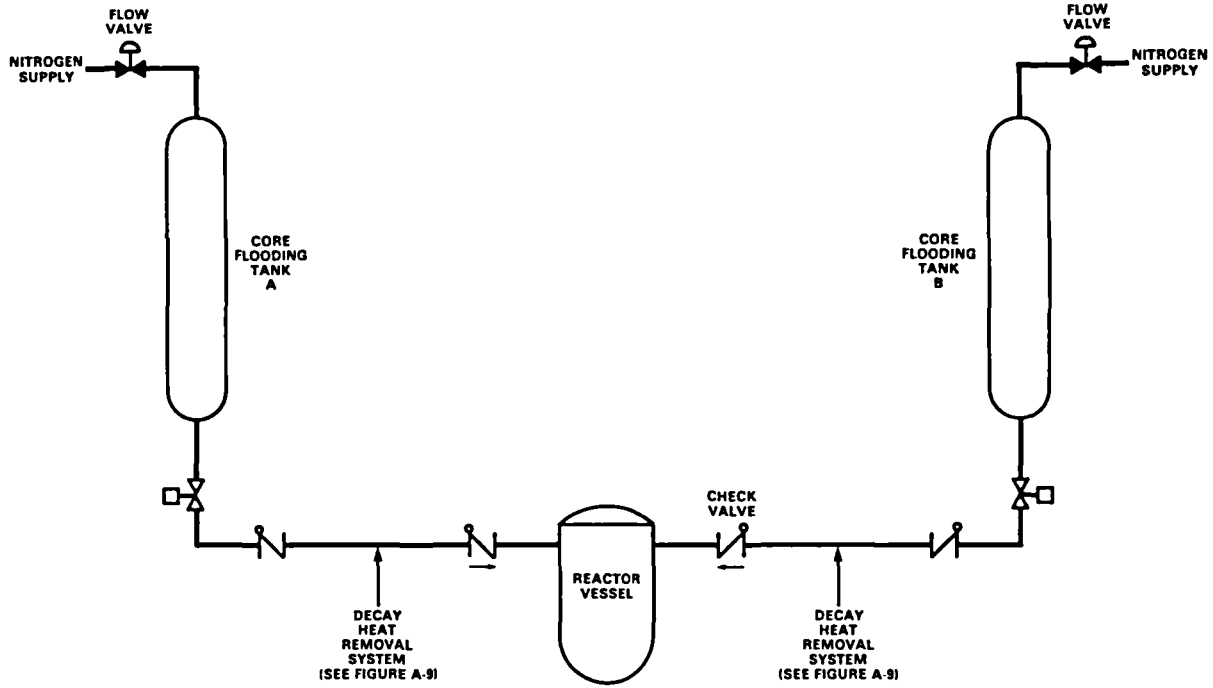 FLOW
VALVE
NITROGEN
SUPPLY
FLOW
VALVE
NITROGEN
SUPPLY
CORE
FLOODING
TANK
A
CORE
FLOODING
TANK
B
CHECK
VALVE
REACTOR
VESSEL
DECAY
HEAT
REMOVAL
SYSTEM
(SEE FIGURE A-9)
DECAY
HEAT
REMOVAL
SYSTEM
(SEE FIGURE A-9)